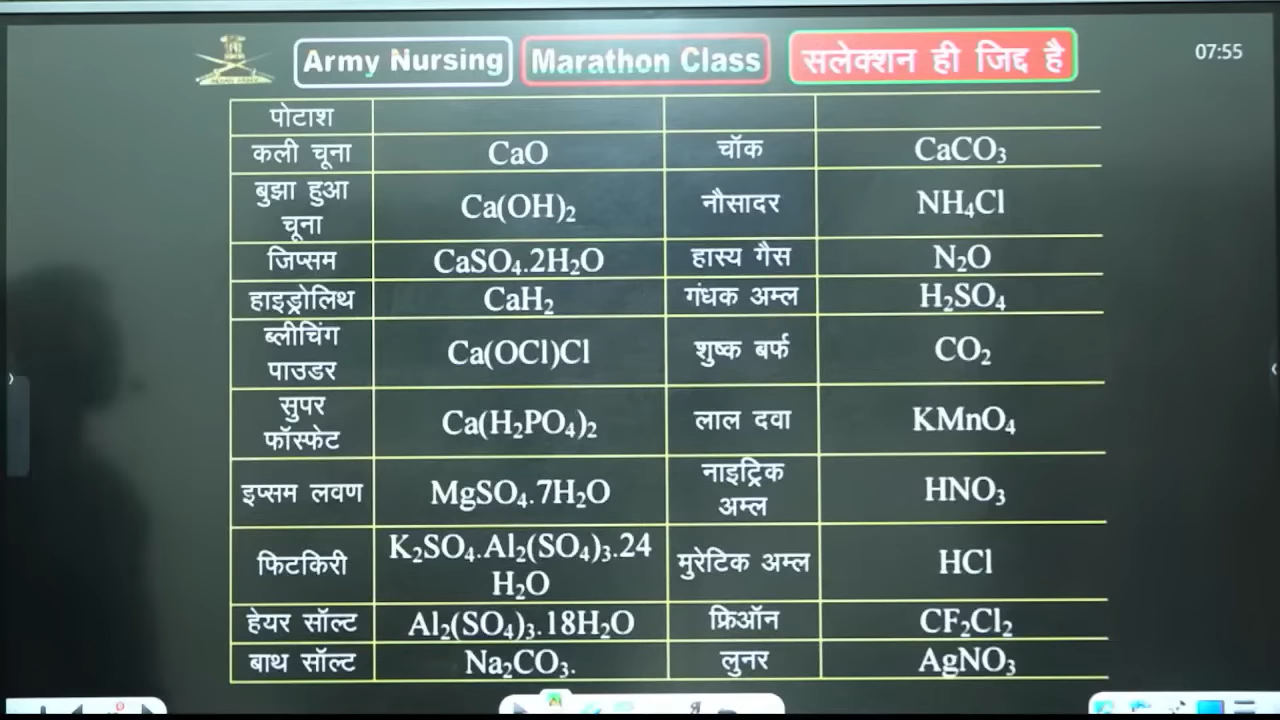 Army Nursing Marathon Class सलेक्शन ही जिद्द है 07:55
पोटाश
कली चूना CaO चॉक CaCO₃
बुझा हुआ
चूना Ca(OH)₂ नौसादर NH₄Cl
जिप्सम CaSO₄.2H₂O हास्य गैस N₂O
हाइड्रोलिथ CaH₂ गंधक अम्ल H₂SO₄
ब्लीचिंग
पाउडर Ca(OCl)Cl शुष्क बर्फ CO₂
सुपर
फॉस्फेट Ca(H₂PO₄)₂ लाल दवा KMnO₄
इप्सम लवण MgSO₄.7H₂O नाइट्रिक
अम्ल HNO₃
फिटकिरी K₂SO₄.Al₂(SO₄)₃.24
H₂O मुरेटिक अम्ल HCl
हेयर सॉल्ट Al₂(SO₄)₃.18H₂O फ्रिऑन CF₂Cl₂
बाथ सॉल्ट Na₂CO₃. लुनर AgNO₃